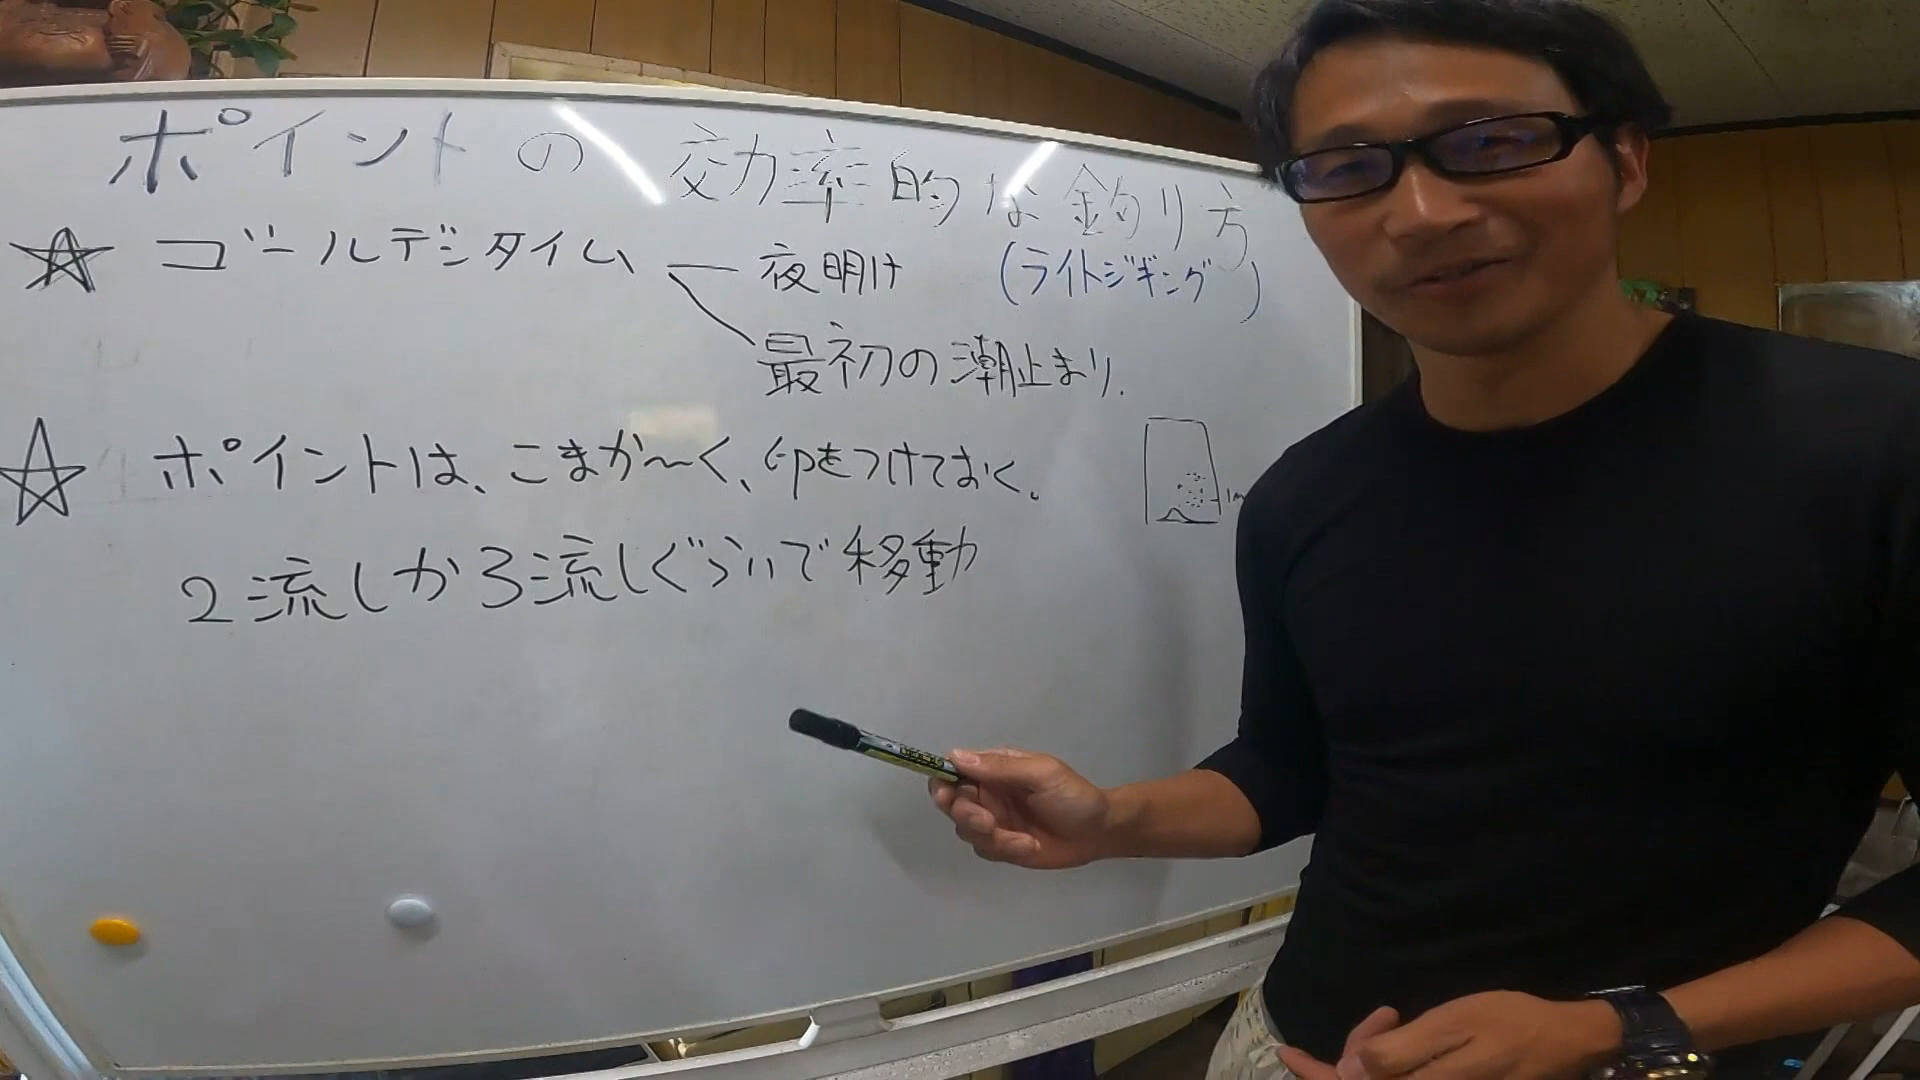 ポイントの効率的な釣り方
☆ ゴールデンタイム 夜明け (ライトジギング)
最初の潮止まり.
☆ ポイントは、こまか〜く、印をつけておく。
1m
2流しか3流しぐらいで移動